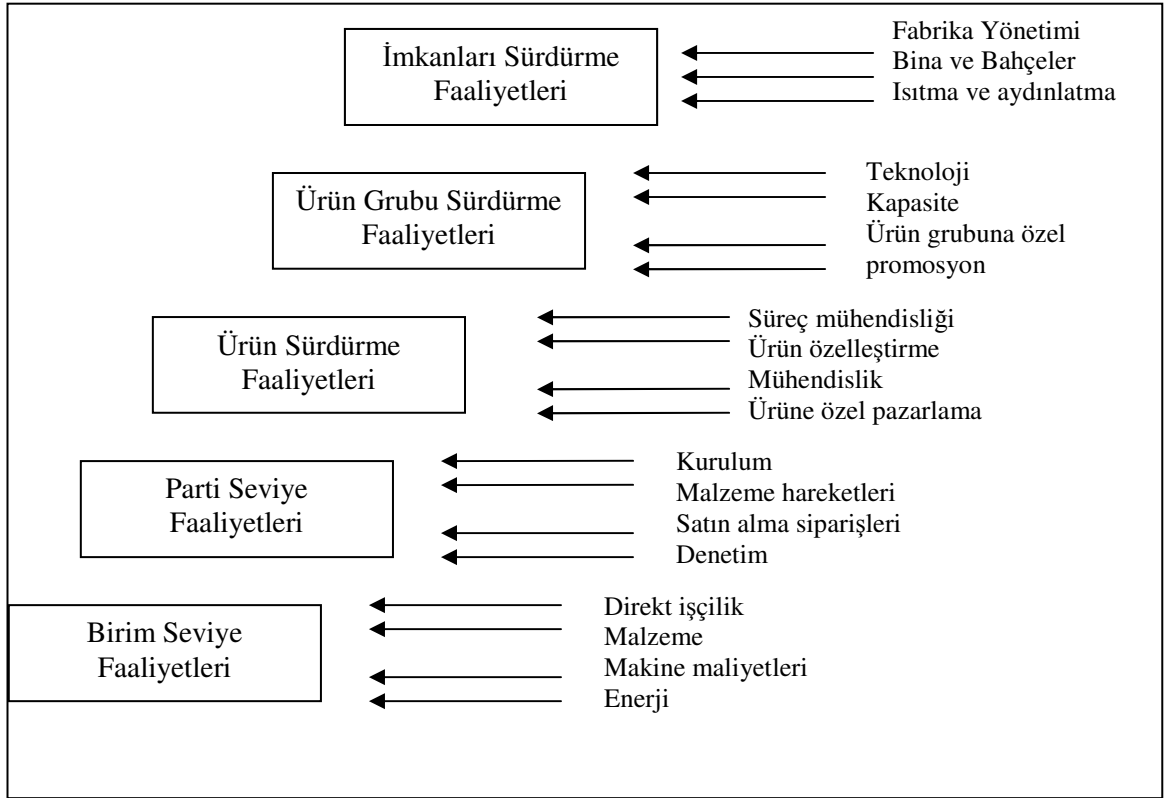 İmkanları Sürdürme
Faaliyetleri
Fabrika Yönetimi
Bina ve Bahçeler
Isıtma ve aydınlatma
Ürün Grubu Sürdürme
Faaliyetleri
Teknoloji
Kapasite
Ürün grubuna özel
promosyon
Ürün Sürdürme
Faaliyetleri
Süreç mühendisliği
Ürün özelleştirme
Mühendislik
Ürüne özel pazarlama
Parti Seviye
Faaliyetleri
Kurulum
Malzeme hareketleri
Satın alma siparişleri
Denetim
Birim Seviye
Faaliyetleri
Direkt işçilik
Malzeme
Makine maliyetleri
Enerji